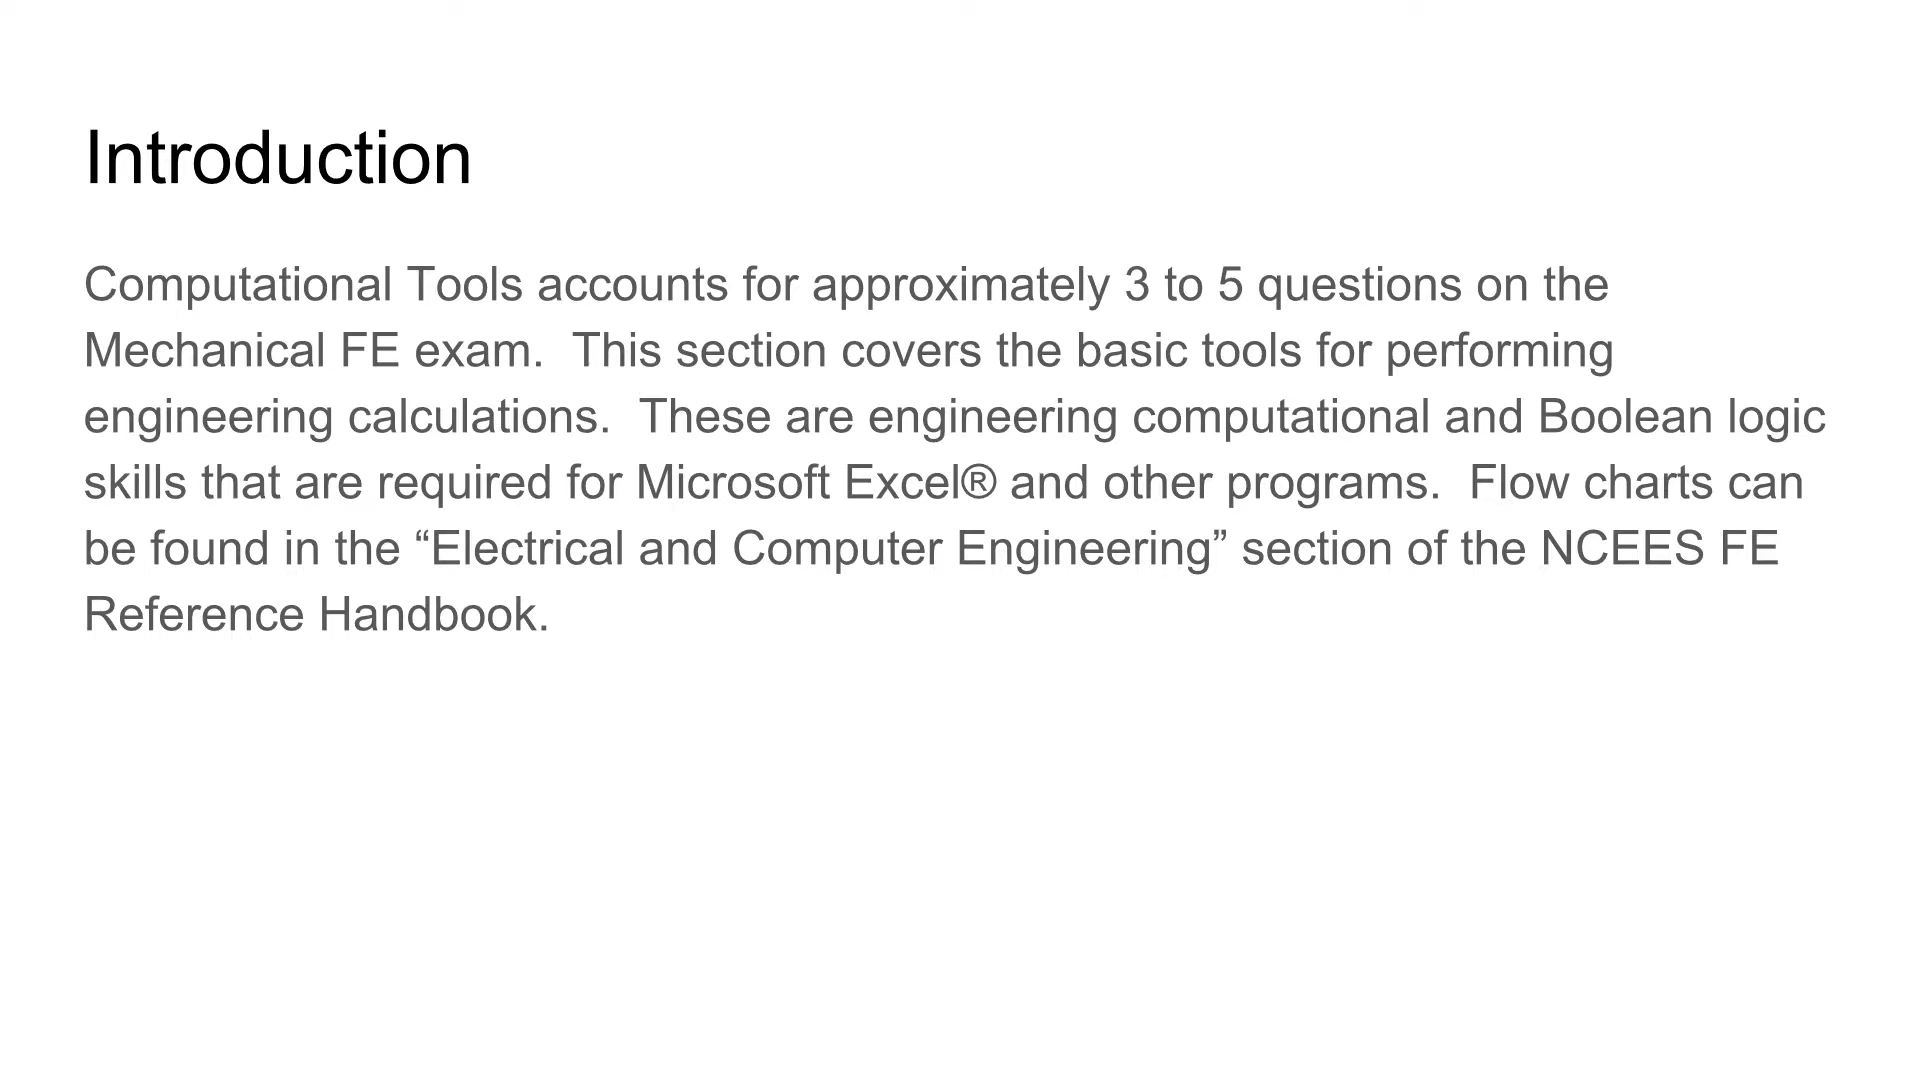 Introduction
Computational Tools accounts for approximately 3 to 5 questions on the
Mechanical FE exam.  This section covers the basic tools for performing
engineering calculations.  These are engineering computational and Boolean logic
skills that are required for Microsoft Excel® and other programs.  Flow charts can
be found in the “Electrical and Computer Engineering” section of the NCEES FE
Reference Handbook.